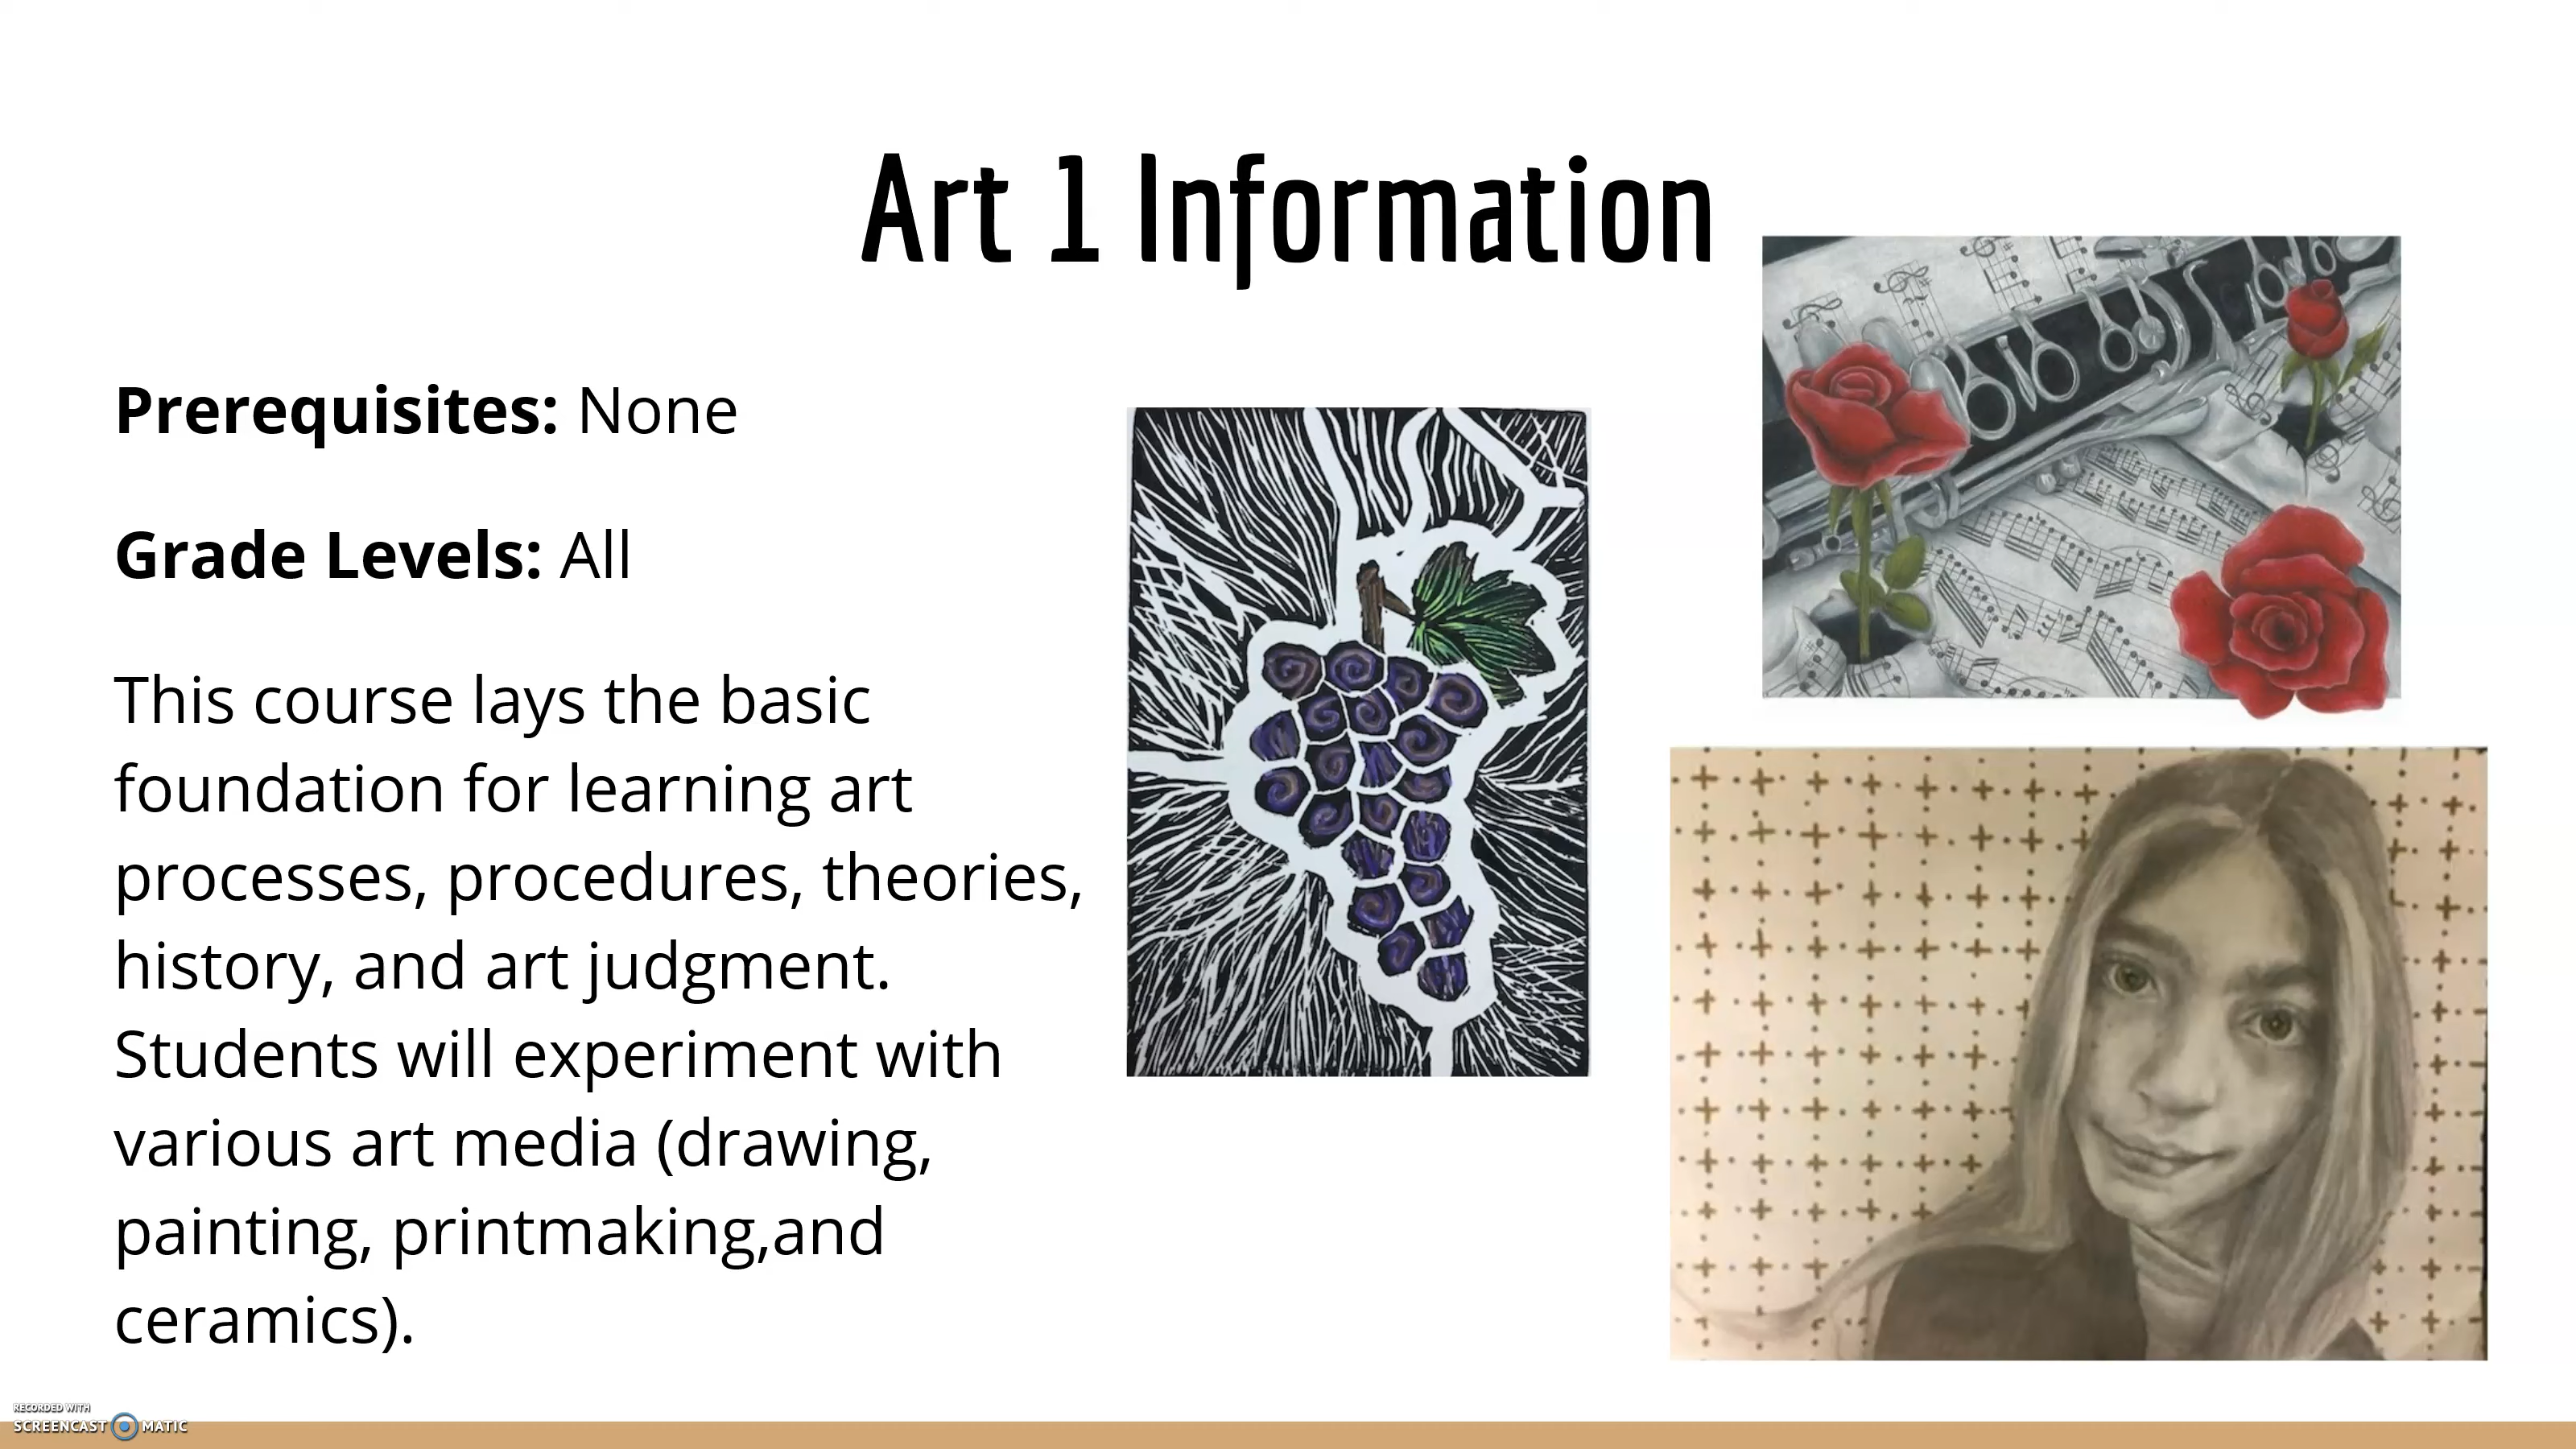 Art 1 Information
Prerequisites: None
Grade Levels: All
This course lays the basic
foundation for learning art
processes, procedures, theories,
history, and art judgment.
Students will experiment with
various art media (drawing,
painting, printmaking,and
ceramics).
RECORDED WITH
SCREENCAST MATIC